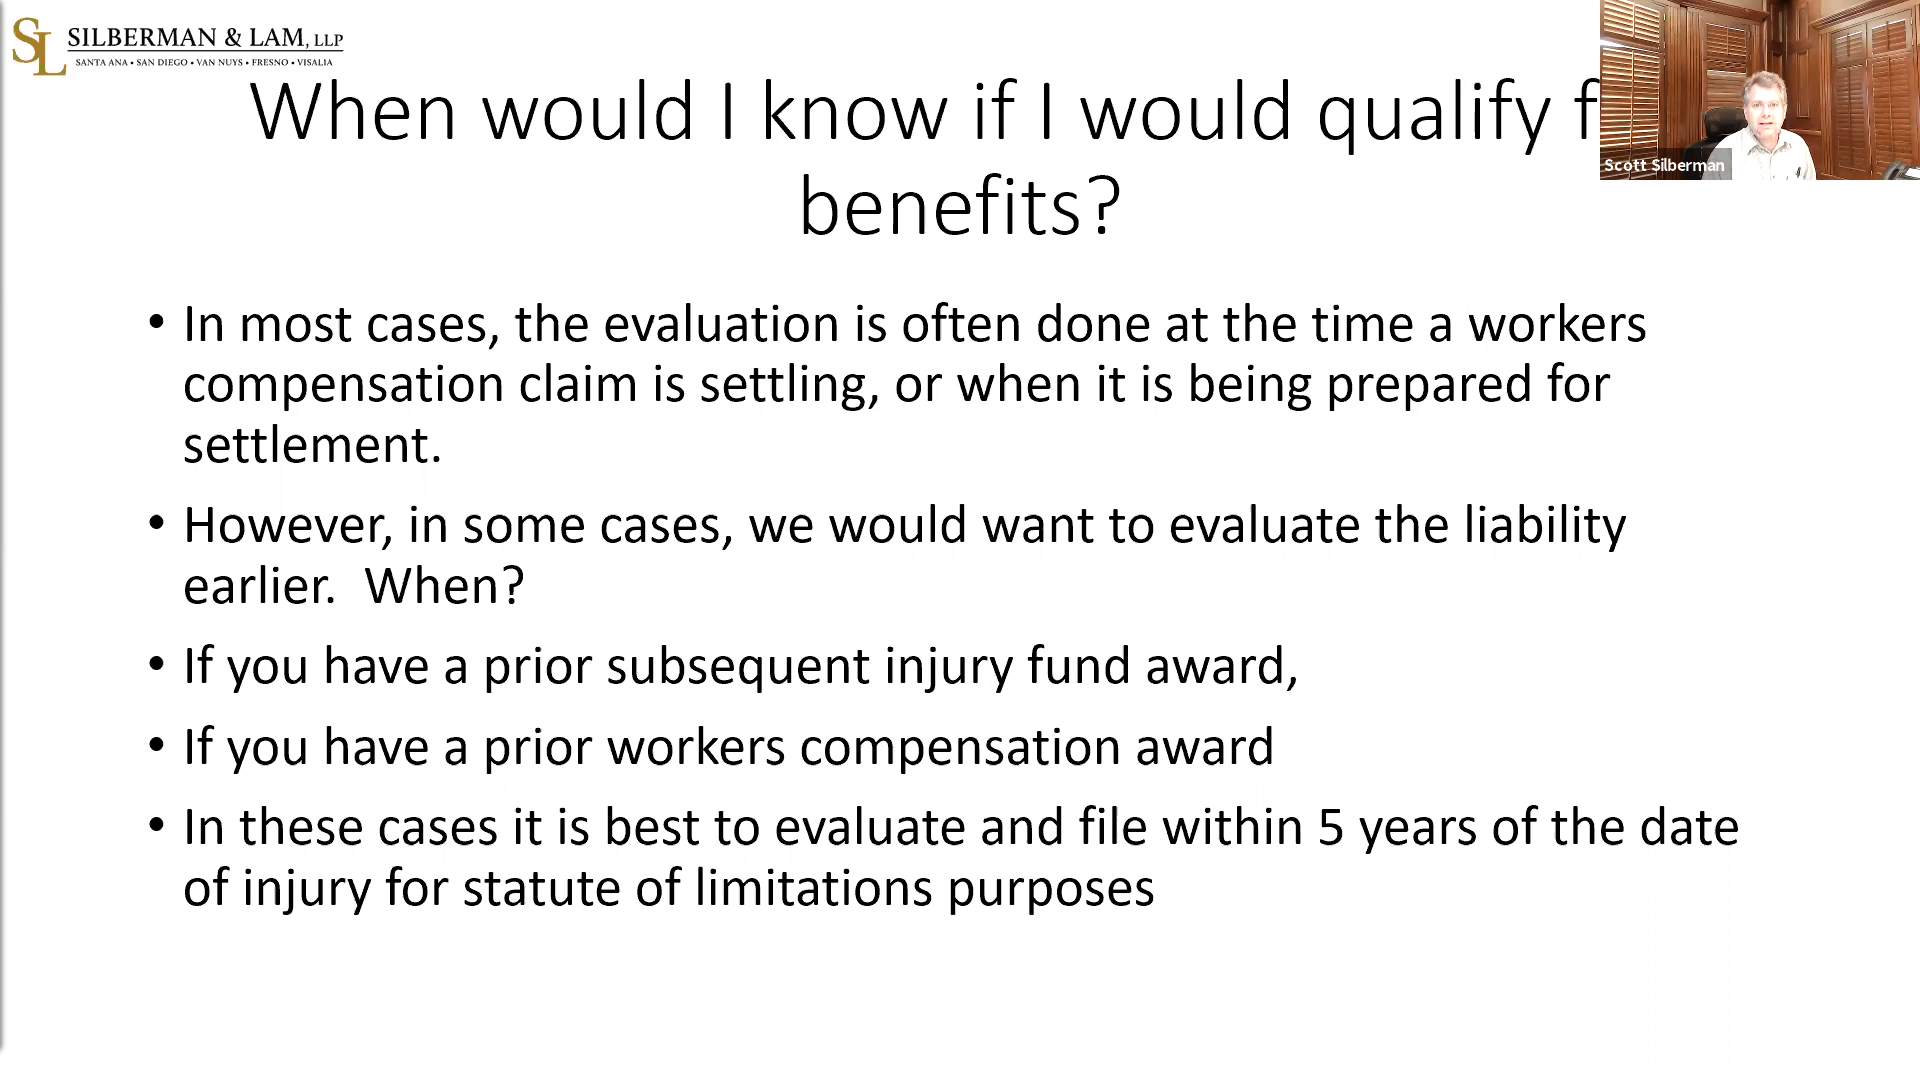 SL SILBERMAN & LAM, LLP
SANTA ANA • SAN DIEGO • VAN NUYS • FRESNO • VISALIA
When would I know if I would qualify f
benefits?
Scott Silberman
• In most cases, the evaluation is often done at the time a workers
compensation claim is settling, or when it is being prepared for
settlement.
• However, in some cases, we would want to evaluate the liability
earlier.  When?
• If you have a prior subsequent injury fund award,
• If you have a prior workers compensation award
• In these cases it is best to evaluate and file within 5 years of the date
of injury for statute of limitations purposes